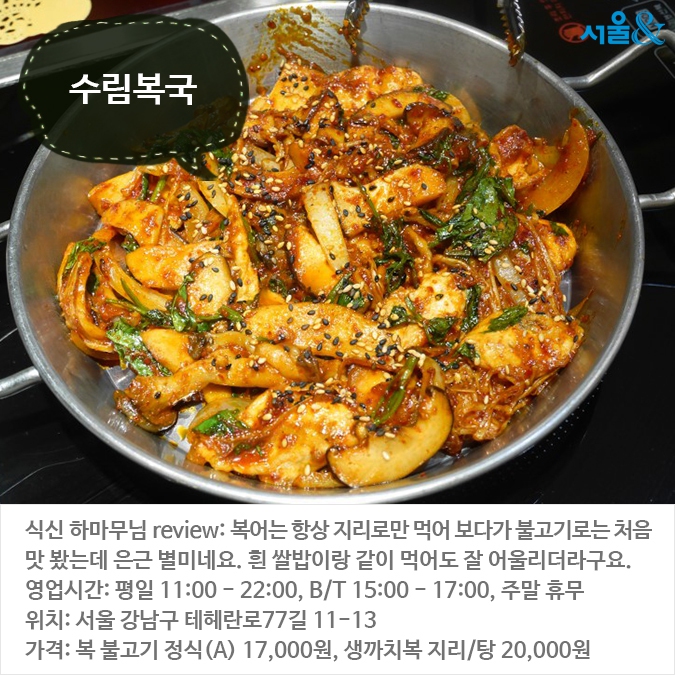 서울&
수림복국
식신 하마무님 review: 복어는 항상 지리로만 먹어 보다가 불고기로는 처음
맛 봤는데 은근 별미네요. 흰 쌀밥이랑 같이 먹어도 잘 어울리더라구요.
영업시간: 평일 11:00 - 22:00, B/T 15:00 - 17:00, 주말 휴무
위치: 서울 강남구 테헤란로77길 11-13
가격: 복 불고기 정식(A) 17,000원, 생까치복 지리/탕 20,000원